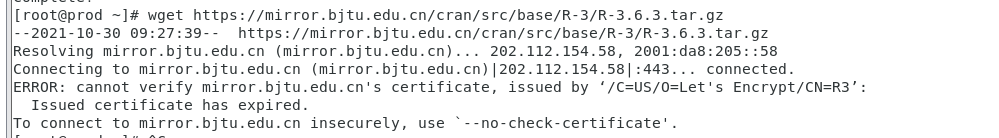 [root@prod ~]# wget https://mirror.bjtu.edu.cn/cran/src/base/R-3/R-3.6.3.tar.gz
--2021-10-30 09:27:39--  https://mirror.bjtu.edu.cn/cran/src/base/R-3/R-3.6.3.tar.gz
Resolving mirror.bjtu.edu.cn (mirror.bjtu.edu.cn)... 202.112.154.58, 2001:da8:205::58
Connecting to mirror.bjtu.edu.cn (mirror.bjtu.edu.cn)|202.112.154.58|:443... connected.
ERROR: cannot verify mirror.bjtu.edu.cn's certificate, issued by ‘/C=US/O=Let's Encrypt/CN=R3’:
  Issued certificate has expired.
To connect to mirror.bjtu.edu.cn insecurely, use `--no-check-certificate'.